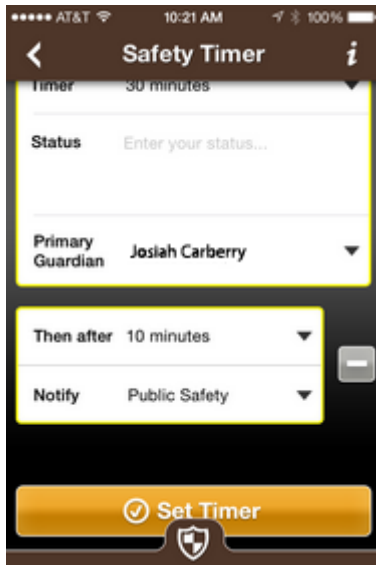 AT&T 10:21 AM 100%
Safety Timer i
Timer 30 minutes
Status Enter your status...
Primary
Guardian Josiah Carberry
Then after 10 minutes
Notify Public Safety
Set Timer